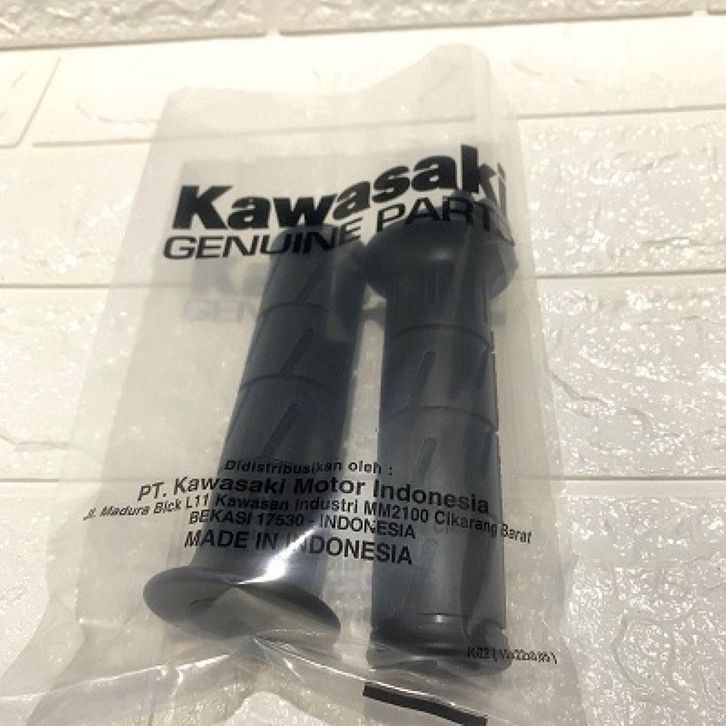 Kawasaki
GENUINE PARTS
Didistribusikan oleh :
PT. Kawasaki Motor Indonesia
Jl. Madura Blck L11 Kawasan Industri MM2100 Cikarang Barat
BEKASI 17530 - INDONESIA
MADE IN INDONESIA